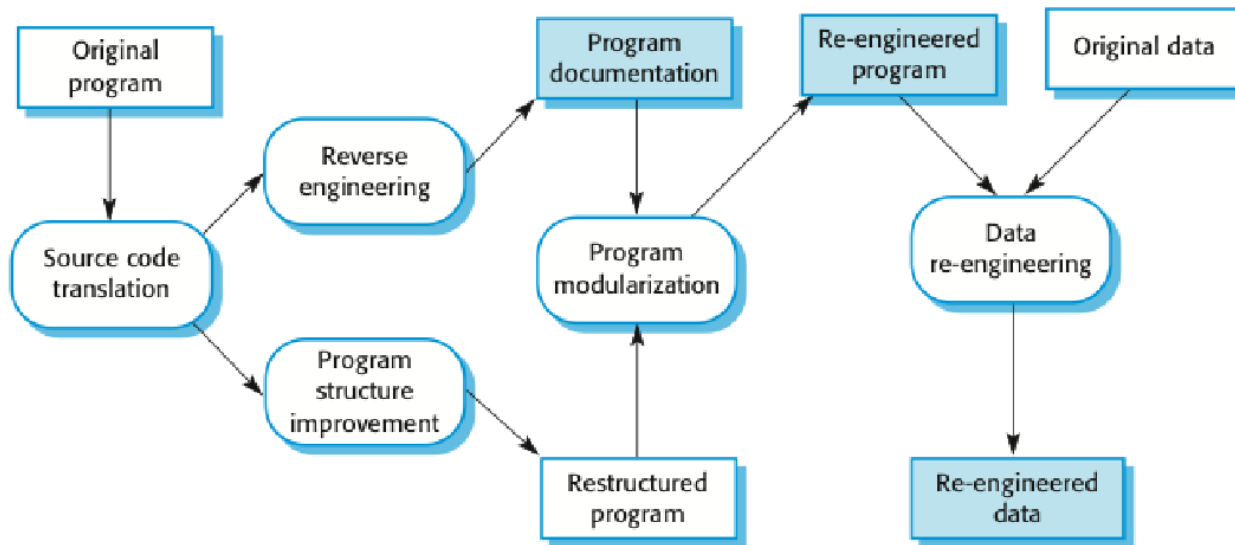 Original
program
Program
documentation
Re-engineered
program
Original data
Reverse
engineering
Source code
translation
Program
modularization
Data
re-engineering
Program
structure
improvement
Restructured
program
Re-engineered
data